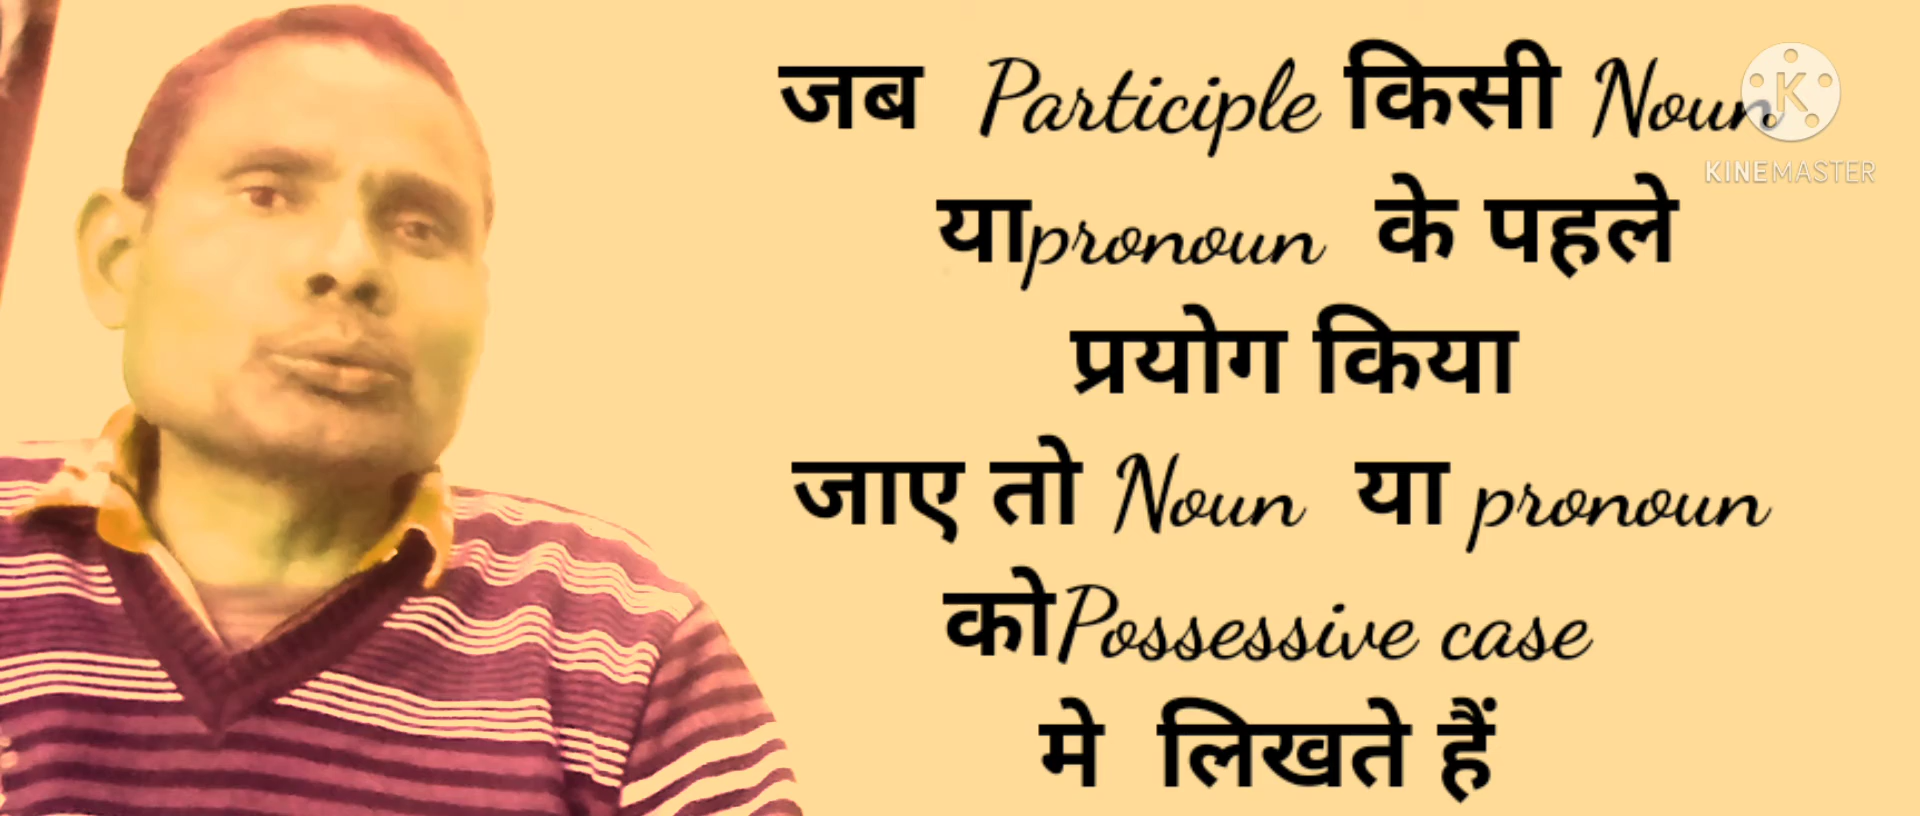 जब Participle किसी Noun
याpronoun के पहले
प्रयोग किया
जाए तो Noun या pronoun
कोPossessive case
मे लिखते हैं
K
KINEMASTER